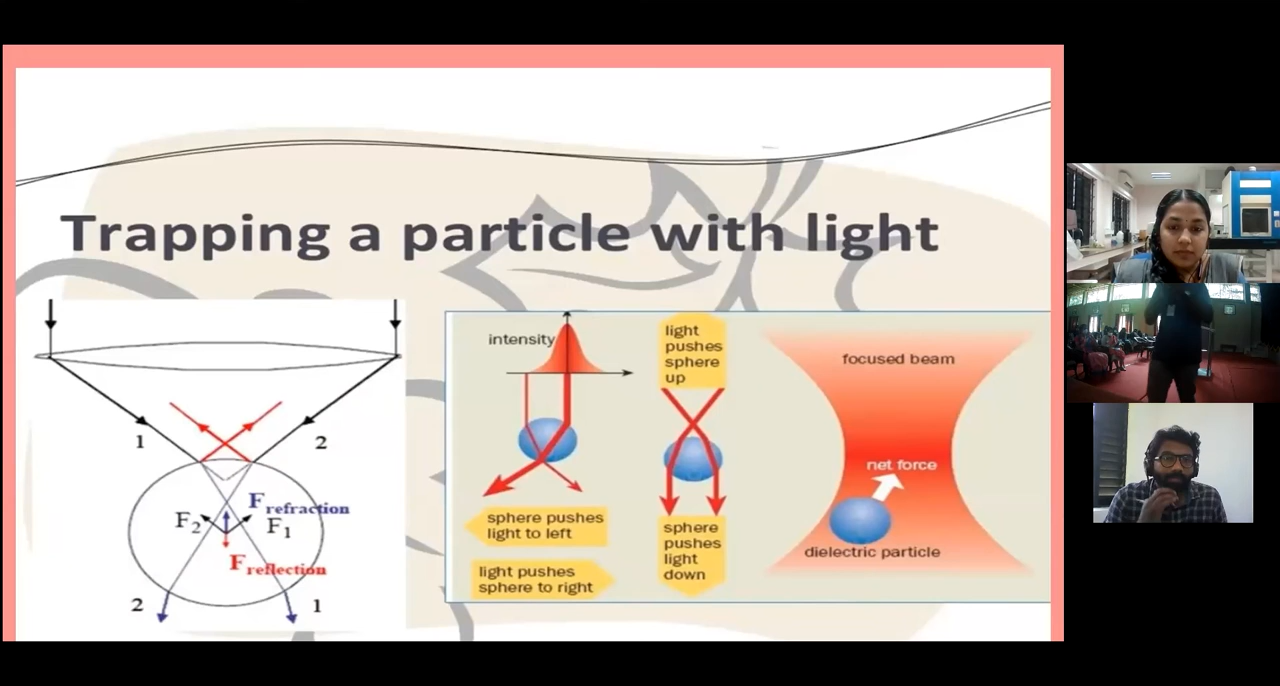 Trapping a particle with light
1
2
F refraction
F2
F1
F reflection
2
1
intensity
sphere pushes
light to left
light pushes
sphere to right
light
pushes
sphere
up
sphere
pushes
light
down
focused beam
net force
dielectric particle